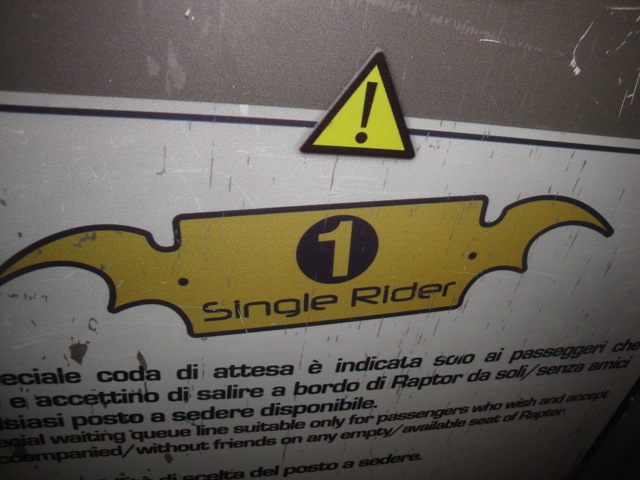 !
1
Single Rider
eciale coda di attesa è indicata solo ai passeggeri che
e accettino di salire a bordo di Raptor da soli/senza amici
lsiasi posto a sedere disponibile.
ecial waiting queue line suitable only for passengers who wish and accept
ccompanied/without friends on any empty/available seat of Raptor.
di scelta del posto a sedere.